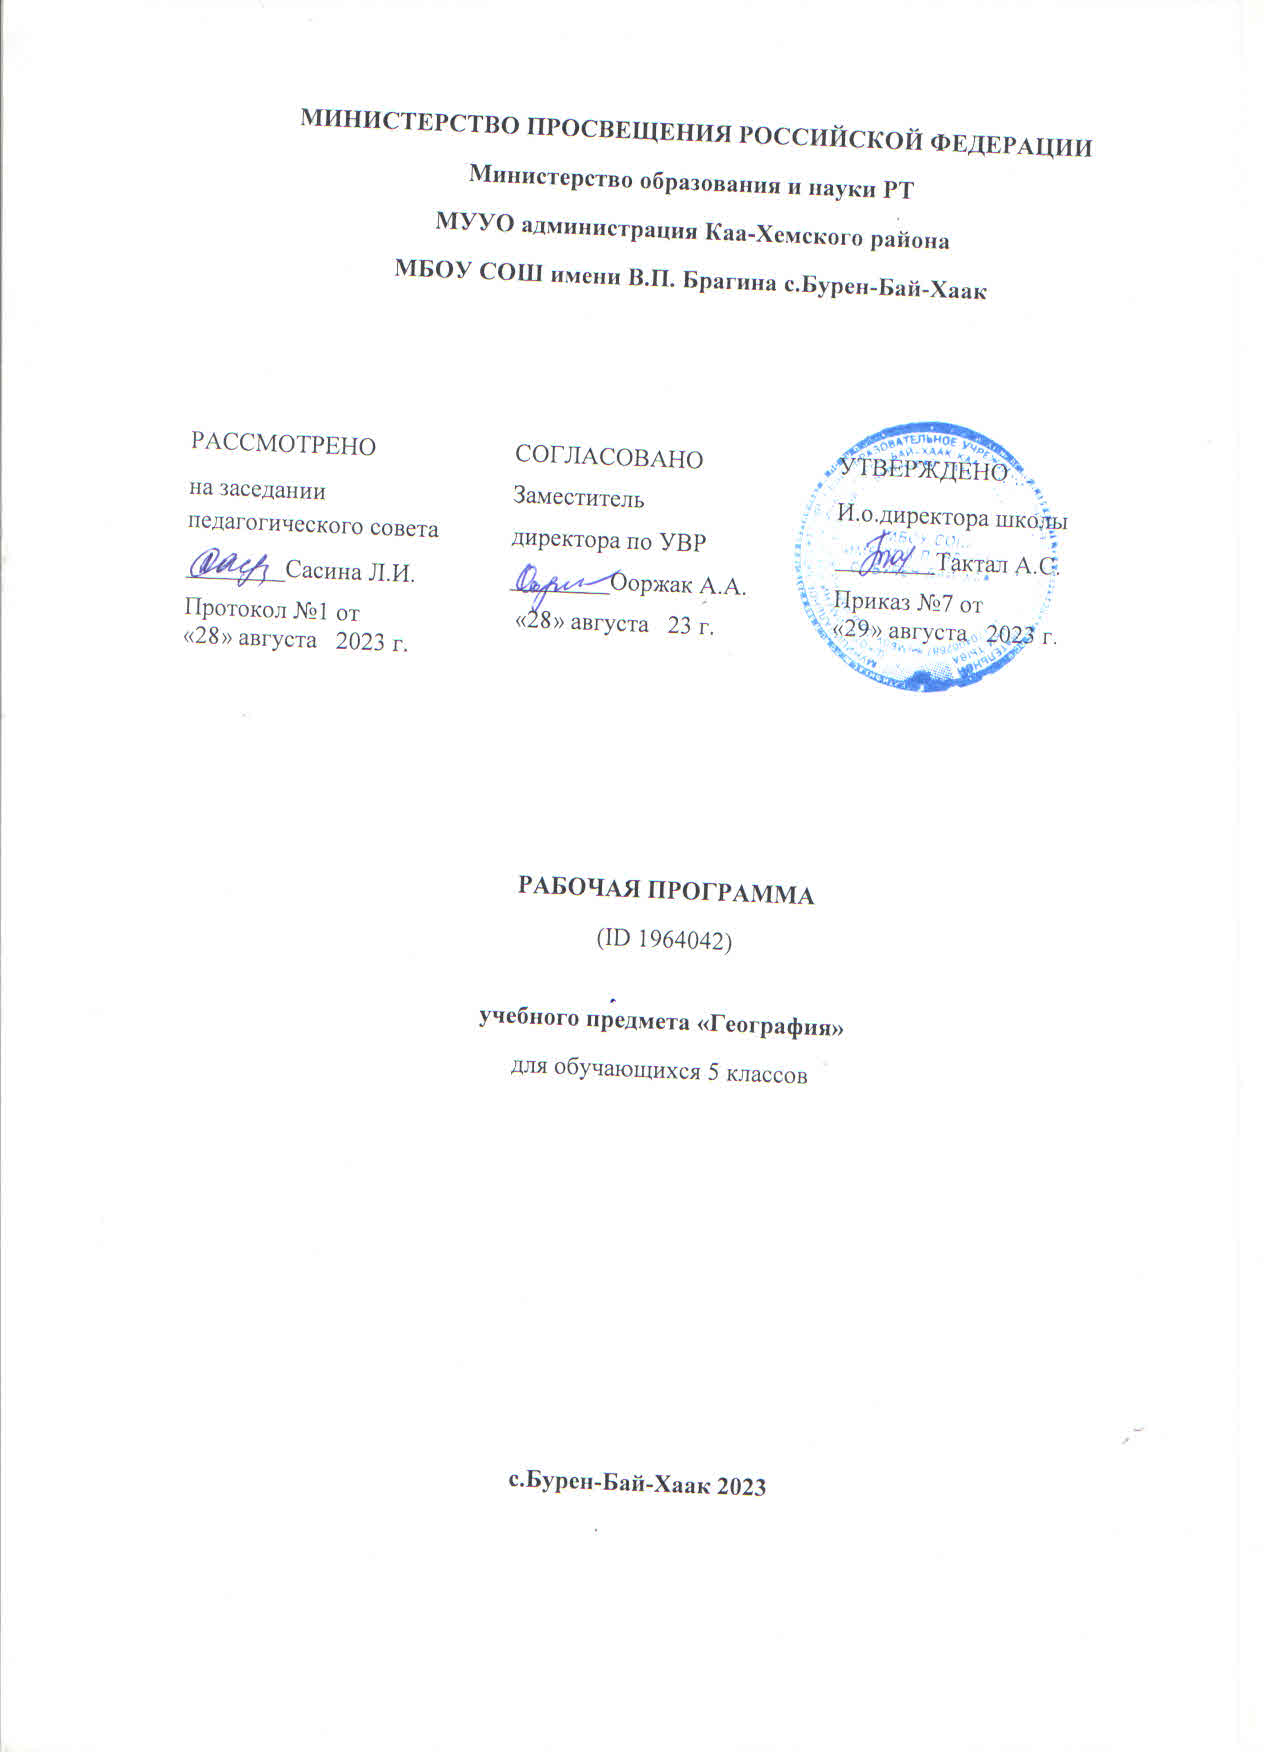 МИНИСТЕРСТВО ПРОСВЕЩЕНИЯ РОССИЙСКОЙ ФЕДЕРАЦИИ
Министерство образования и науки РТ
МУУО администрация Каа-Хемского района
МБОУ СОШ имени В.П. Брагина с.Бурен-Бай-Хаак
РАССМОТРЕНО
на заседании
педагогического совета
Сасина Л.И.
Протокол №1 от
«28» августа 2023 г.
СОГЛАСОВАНО
Заместитель
директора по УВР
Ооржак А.А.
«28» августа 23 г.
УТВЕРЖДЕНО
И.о.директора школы
Тактал А.С.
Приказ №7 от
«29» августа 2023 г.
РАБОЧАЯ ПРОГРАММА
(ID 1964042)
учебного предмета «География»
для обучающихся 5 классов
с.Бурен-Бай-Хаак 2023